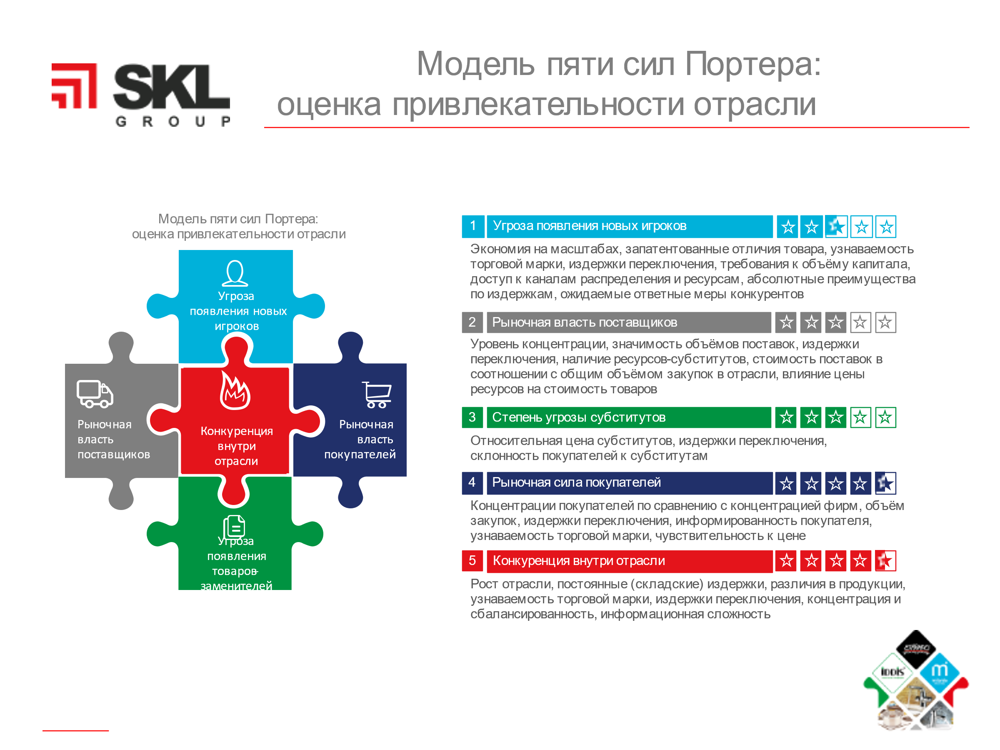 SKL
GROUP
Модель пяти сил Портера:
оценка привлекательности отрасли
Модель пяти сил Портера:
оценка привлекательности отрасли
Угроза
появления новых
игроков
Рыночная
власть
поставщиков
Конкуренция
внутри
отрасли
Рыночная
власть
покупателей
Угроза
появления
товаров-
заменителей
1 Угроза появления новых игроков
Экономия на масштабах, запатентованные отличия товара, узнаваемость
торговой марки, издержки переключения, требования к объёму капитала,
доступ к каналам распределения и ресурсам, абсолютные преимущества
по издержкам, ожидаемые ответные меры конкурентов
2 Рыночная власть поставщиков
Уровень концентрации, значимость объёмов поставок, издержки
переключения, наличие ресурсов-субститутов, стоимость поставок в
соотношении с общим объёмом закупок в отрасли, влияние цены
ресурсов на стоимость товаров
3 Степень угрозы субститутов
Относительная цена субститутов, издержки переключения,
склонность покупателей к субститутам
4 Рыночная сила покупателей
Концентрации покупателей по сравнению с концентрацией фирм, объём
закупок, издержки переключения, информированность покупателя,
узнаваемость торговой марки, чувствительность к цене
5 Конкуренция внутри отрасли
Рост отрасли, постоянные (складские) издержки, различия в продукции,
узнаваемость торговой марки, издержки переключения, концентрация и
сбалансированность, информационная сложность
IDDIS
m